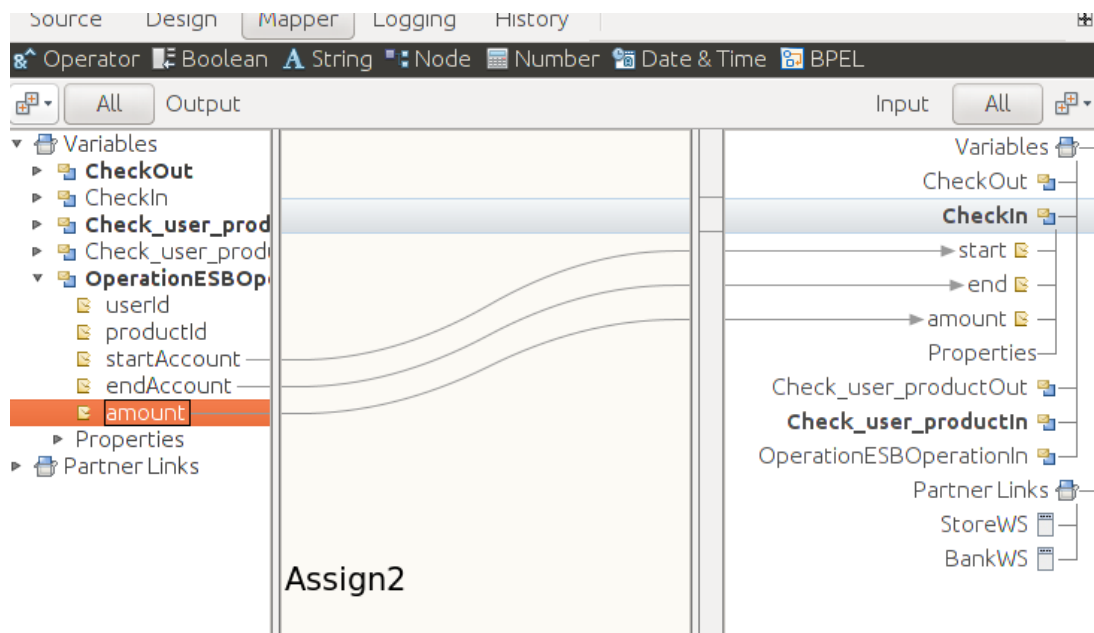 Source Design Mapper Logging History
Operator Boolean String Node Number Date & Time BPEL
All Output Input All
Variables
CheckOut
CheckIn
Check_user_prod
Check_user_produ
OperationESBOp
userId
productId
startAccount
endAccount
amount
Properties
Partner Links
Assign2
Variables
CheckOut
CheckIn
start
end
amount
Properties
Check_user_productOut
Check_user_productIn
OperationESBOperationIn
Partner Links
StoreWS
BankWS